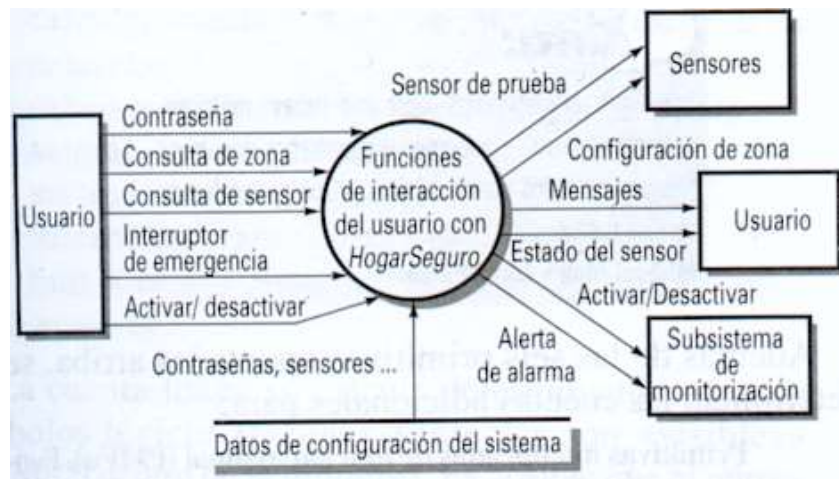 Sensores
Sensor de prueba
Contraseña
Consulta de zona
Consulta de sensor
Usuario
Interruptor
de emergencia
Activar/ desactivar
Funciones
de interacción
del usuario con
HogarSeguro
Configuración de zona
Mensajes
Usuario
Estado del sensor
Activar/Desactivar
Alerta
de alarma
Subsistema
de
monitorización
Contraseñas, sensores ...
Datos de configuración del sistema